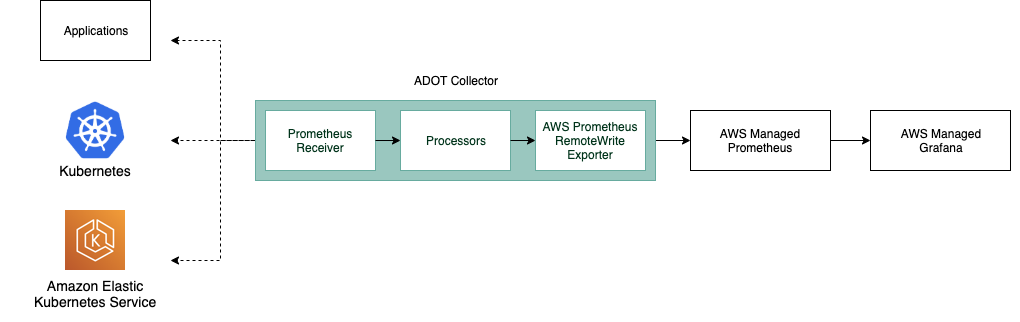 Applications
Kubernetes
K
Amazon Elastic
Kubernetes Service
ADOT Collector
Prometheus
Receiver
Processors
AWS Prometheus
RemoteWrite
Exporter
AWS Managed
Prometheus
AWS Managed
Grafana